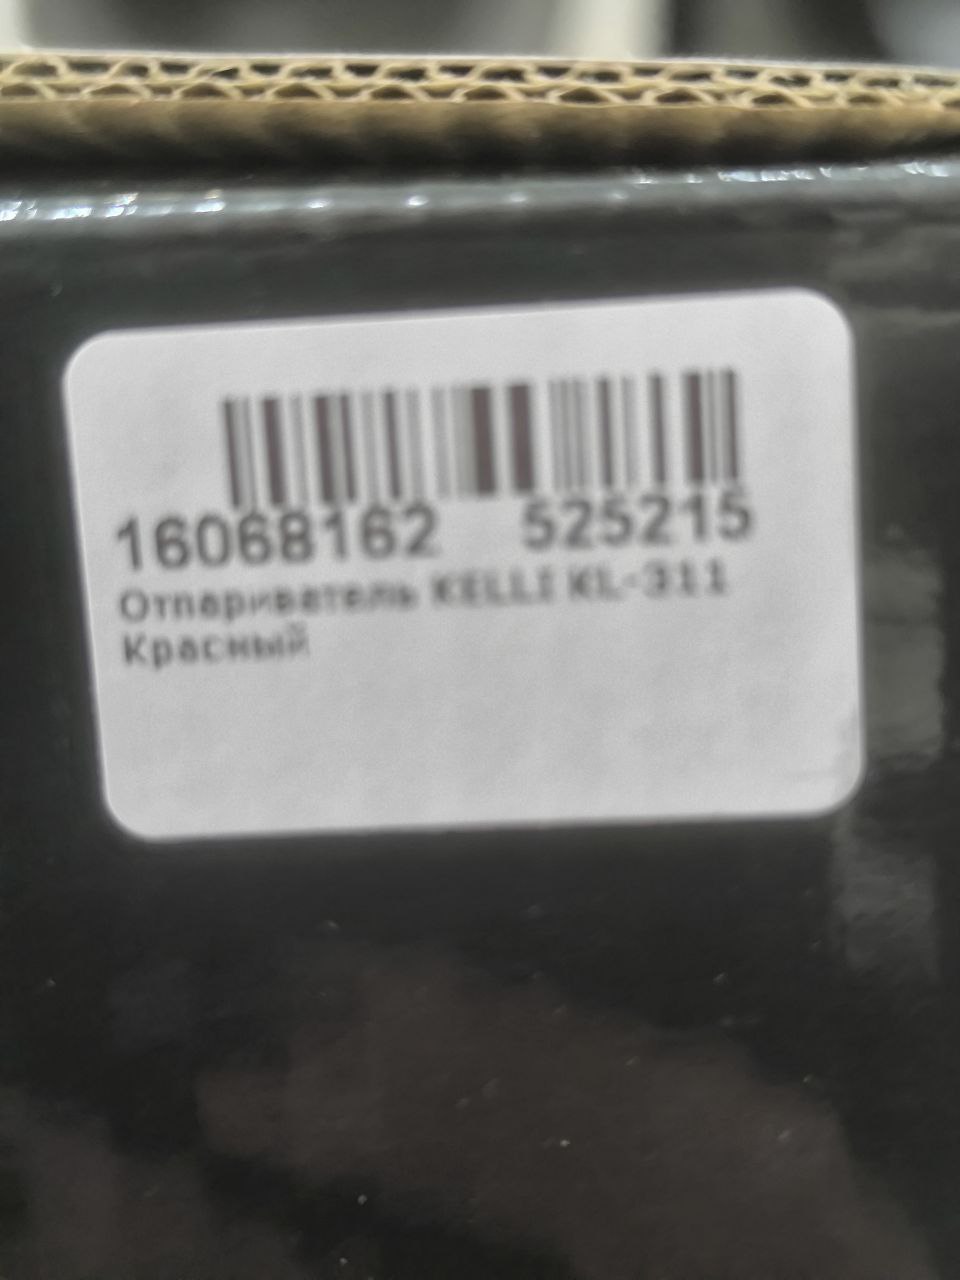 16068162 525215
Отпариватель KELLI KL-311
Красный